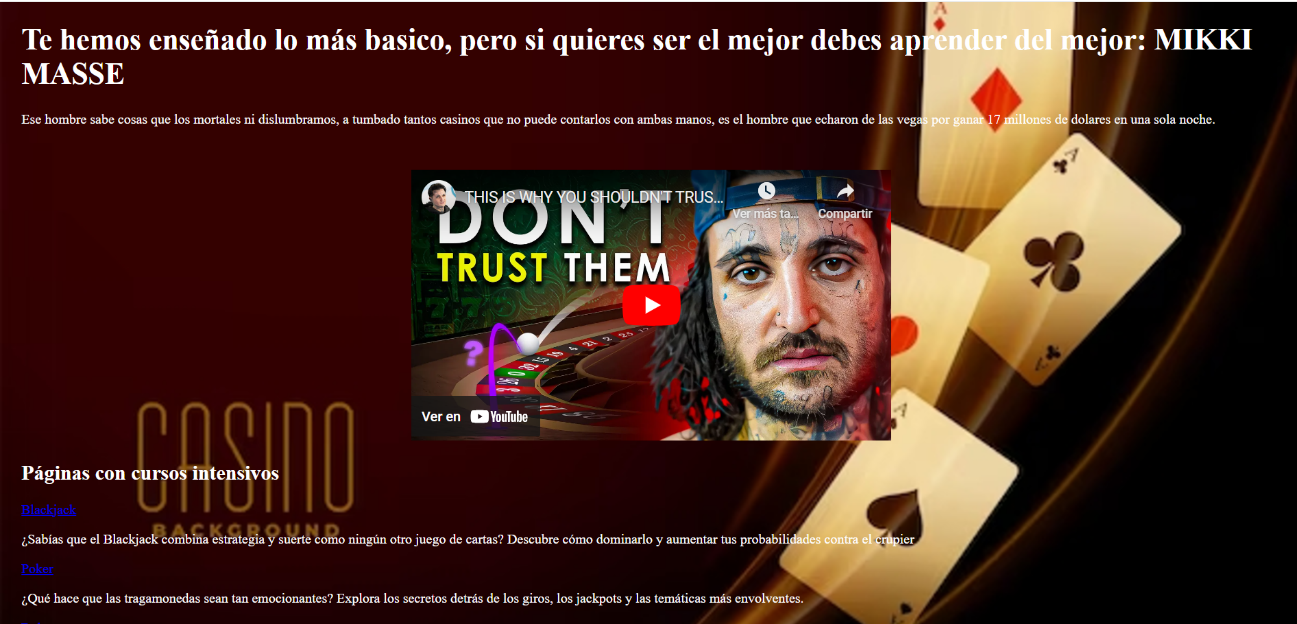 Te hemos enseñado lo más basico, pero si quieres ser el mejor debes aprender del mejor: MIKKI
MASSE
Ese hombre sabe cosas que los mortales ni dislumbramos, a tumbado tantos casinos que no puede contarlos con ambas manos, es el hombre que echaron de las vegas por ganar 17 millones de dolares en una sola noche.
THIS IS WHY YOU SHOULDN'T TRUS...
Ver más ta...
Compartir
DON'T
TRUST THEM
?
Ver en YouTube
CASINO
BACKGROUND
Páginas con cursos intensivos
Blackjack
¿Sabías que el Blackjack combina estrategia y suerte como ningún otro juego de cartas? Descubre cómo dominarlo y aumentar tus probabilidades contra el crupier
Poker
¿Qué hace que las tragamonedas sean tan emocionantes? Explora los secretos detrás de los giros, los jackpots y las temáticas más envolventes.
A
A
A